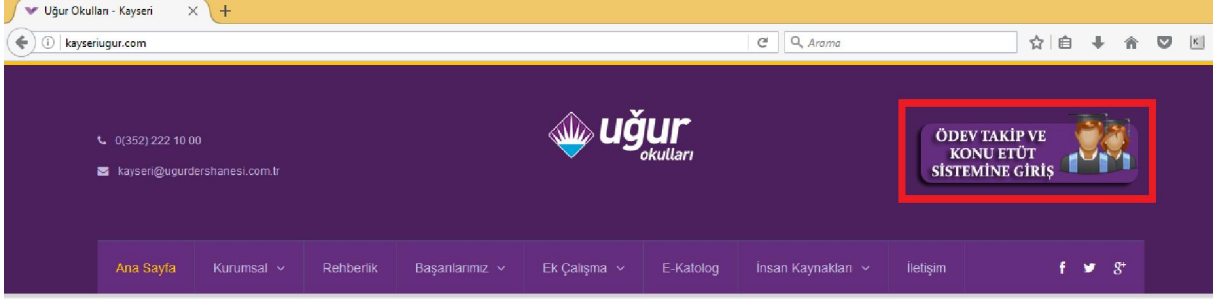 Uğur Okulları - Kayseri
kayseriugur.com
Arama
K
0(352) 222 10 00
kayseri@ugurdershanesi.com.tr
uğur
okulları
ÖDEV TAKİP VE
KONU ETÜT
SİSTEMİNE GİRİŞ
Ana Sayfa Kurumsal Rehberlik Başarılarımız Ek Çalışma E-Katolog İnsan Kaynakları İletişim